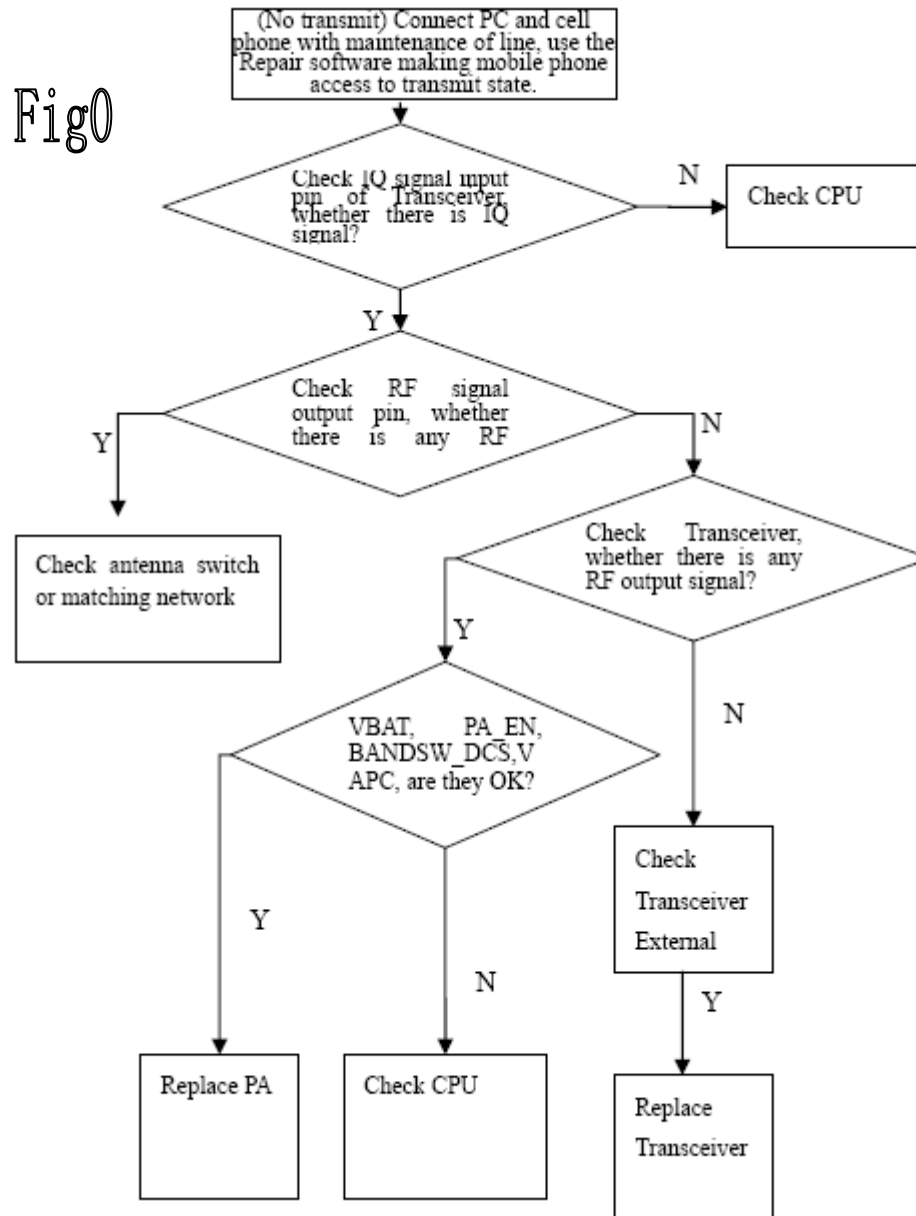 (No transmit) Connect PC and cell
phone with maintenance of line, use the
Repair software making mobile phone
access to transmit state.
Fig0
Check IQ signal input
pin of Transceiver,
whether there is IQ
signal?
N
Check CPU
Y
Check RF signal
output pin, whether
there is any RF
Y
N
Check antenna switch
or matching network
Check Transceiver,
whether there is any
RF output signal?
Y
N
VBAT, PA_EN,
BANDSW_DCS,V
APC, are they OK?
Y
N
Check
Transceiver
External
Y
Replace PA
Check CPU
Replace
Transceiver